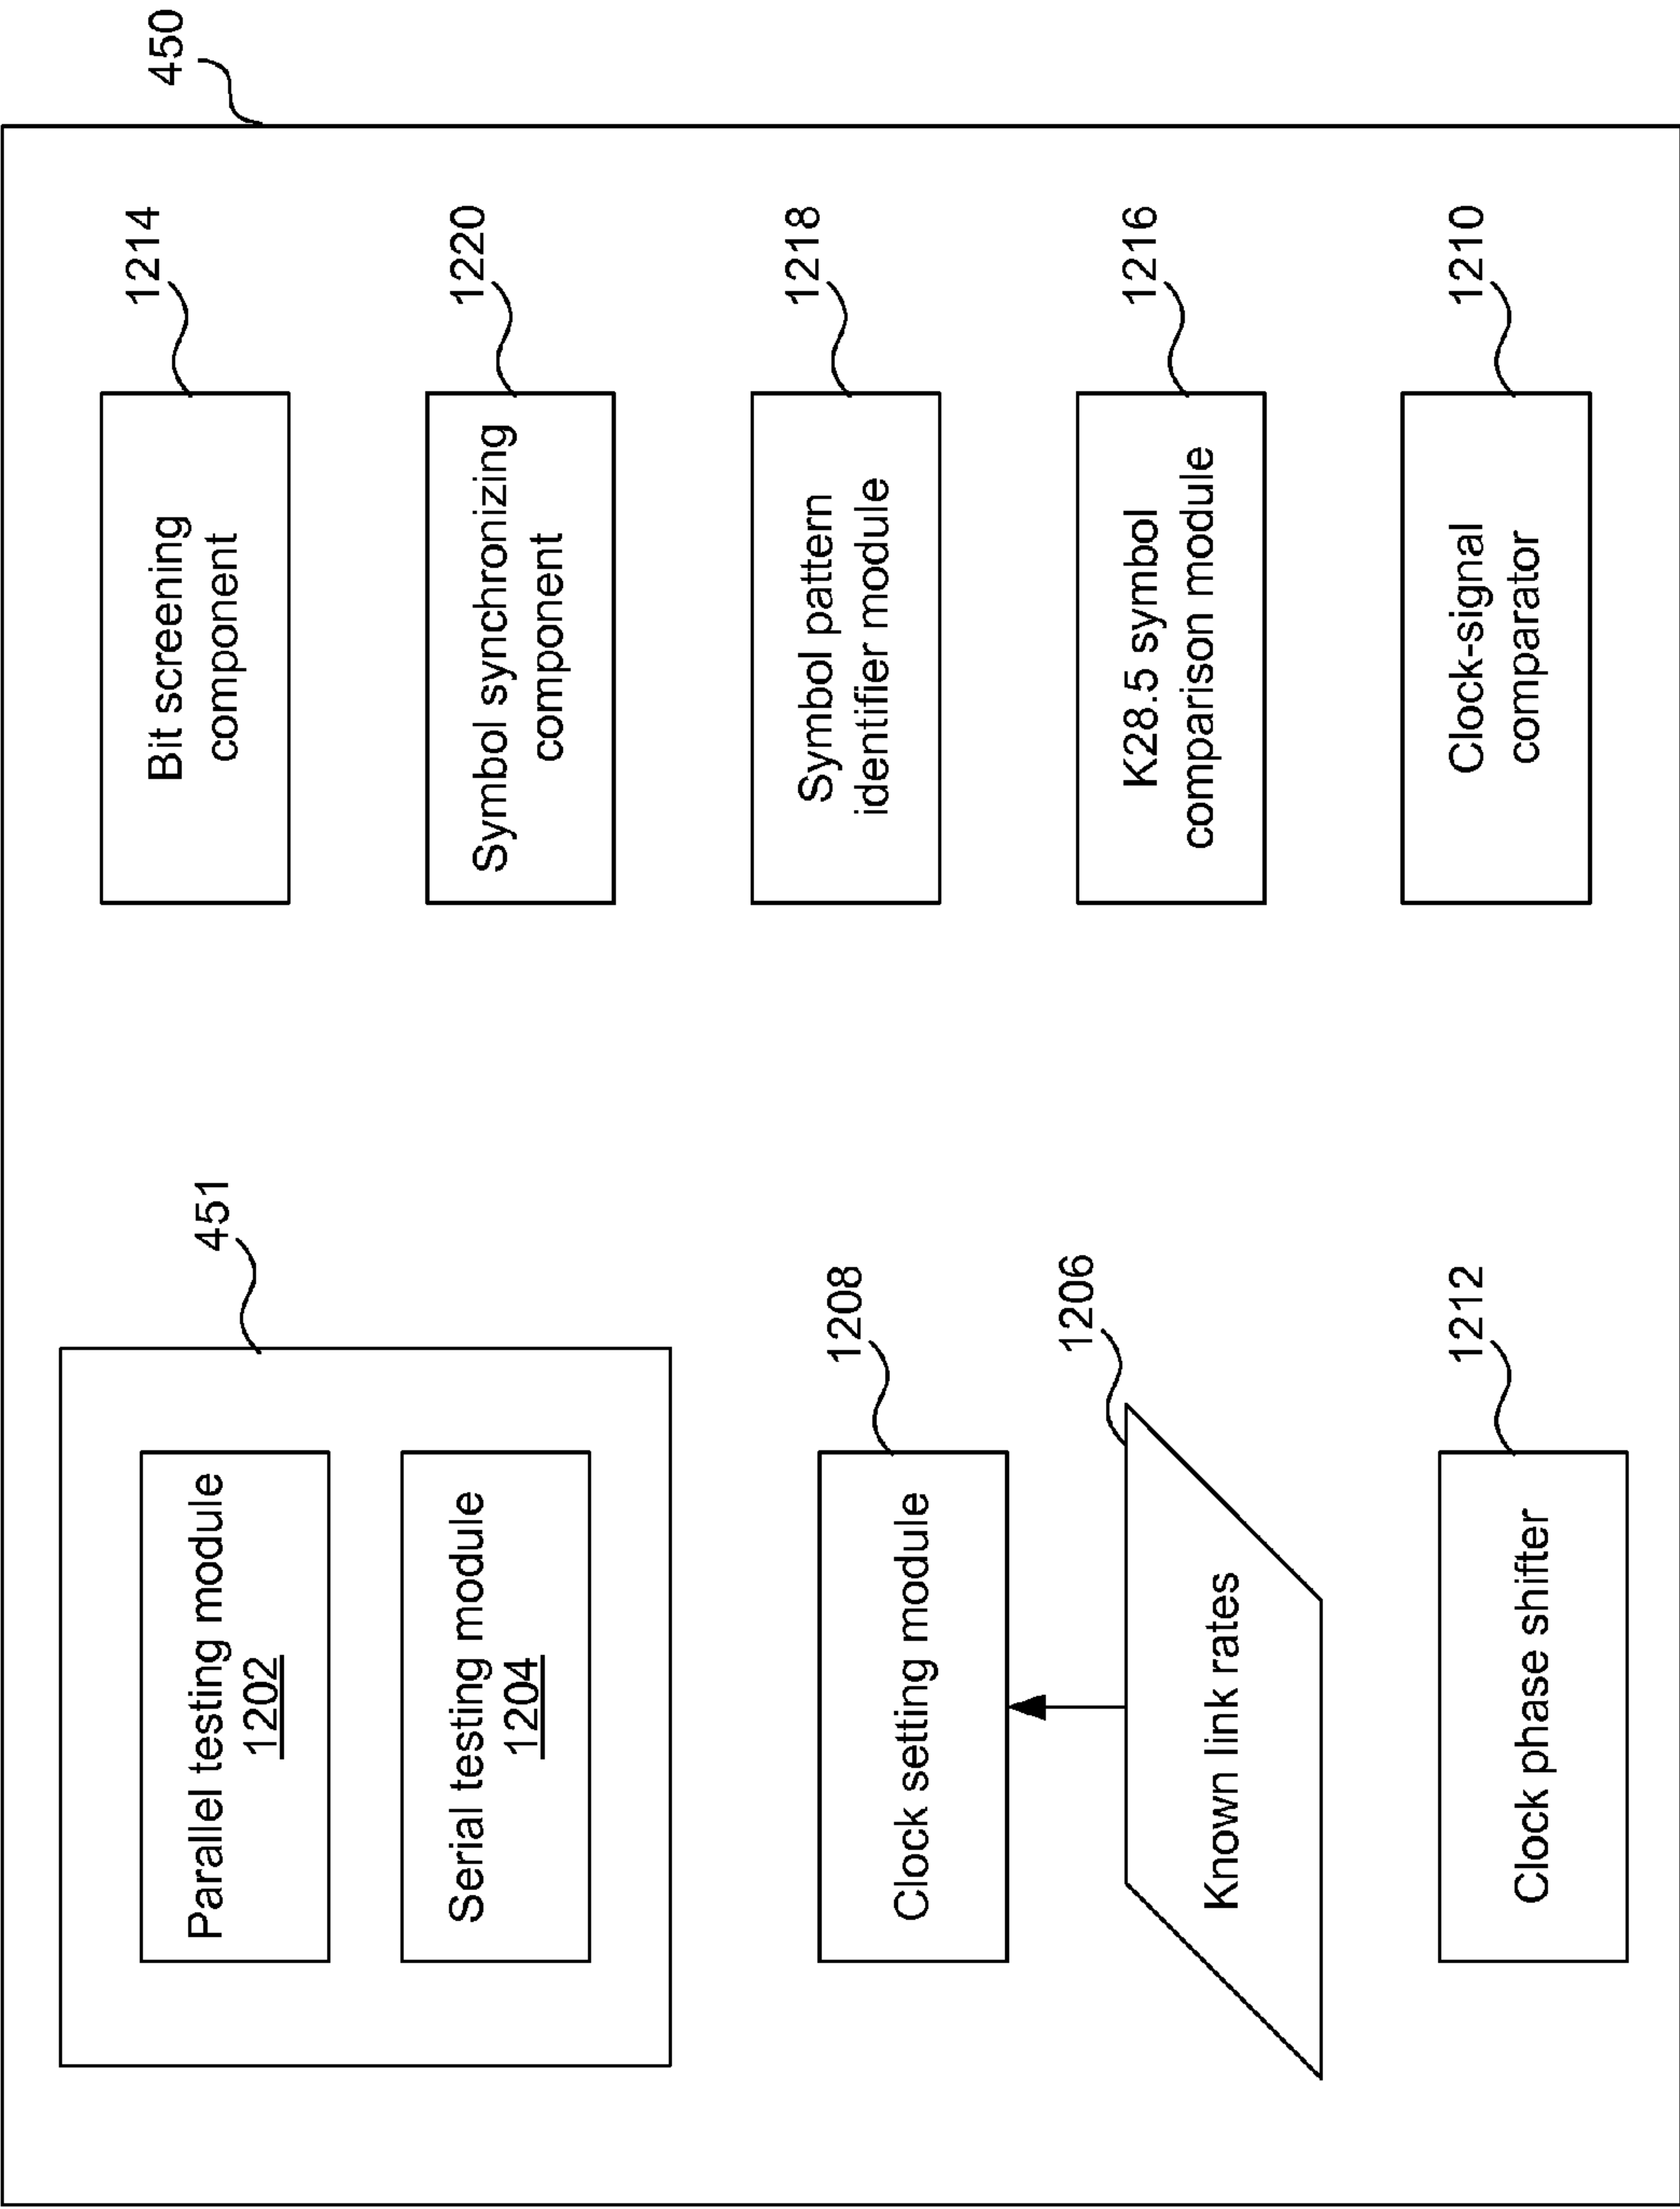 450
451
Parallel testing module
1202
Serial testing module
1204
1208
Clock setting module
1206
Known link rates
1212
Clock phase shifter
1214
Bit screening
component
1220
Symbol synchronizing
component
1218
Symbol pattern
identifier module
1216
K28.5 symbol
comparison module
1210
Clock-signal
comparator